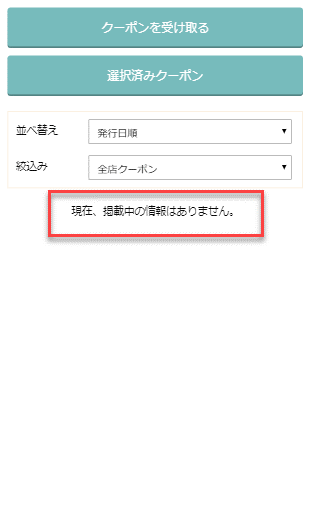 クーポンを受け取る
選択済みクーポン
並べ替え 発行日順
絞込み 全店クーポン
現在、掲載中の情報はありません。